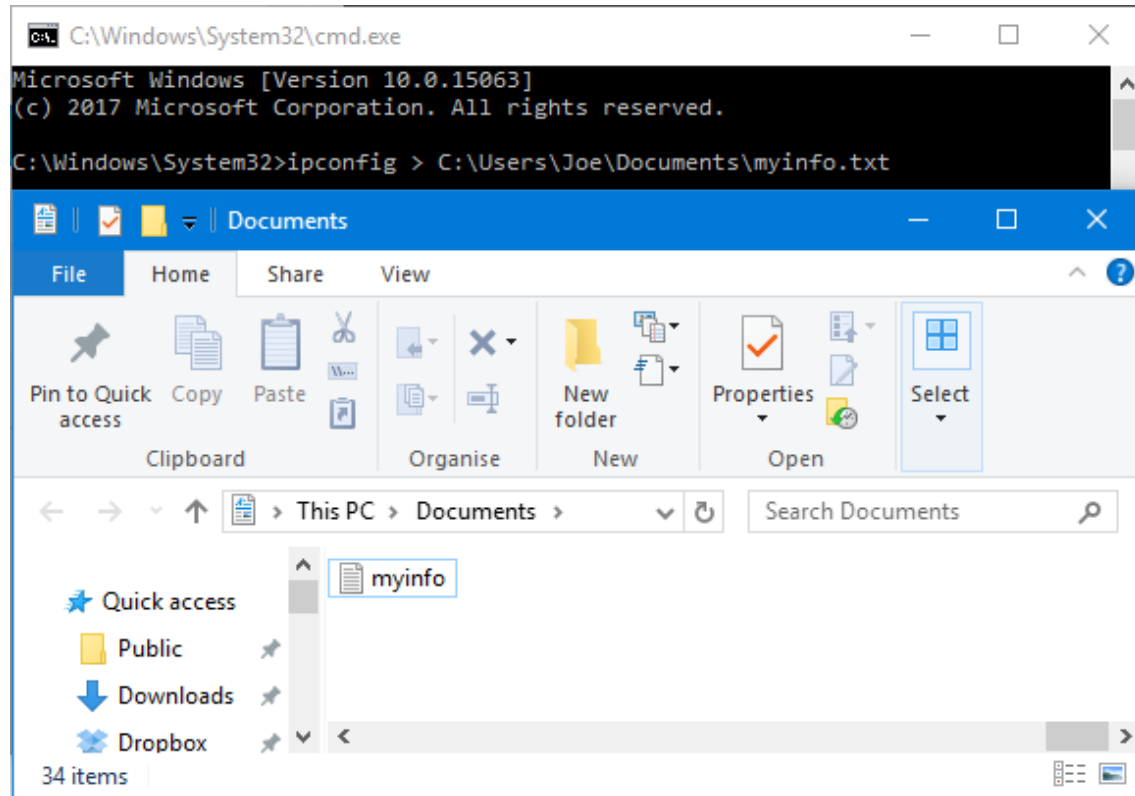 C:\Windows\System32\cmd.exe
Microsoft Windows [Version 10.0.15063]
(c) 2017 Microsoft Corporation. All rights reserved.
C:\Windows\System32>ipconfig > C:\Users\Joe\Documents\myinfo.txt
Documents
File Home Share View
Pin to Quick access
Copy
Paste
New folder
Properties
Select
Clipboard Organise New Open
This PC > Documents >
Search Documents
myinfo
Quick access
Public
Downloads
Dropbox
34 items